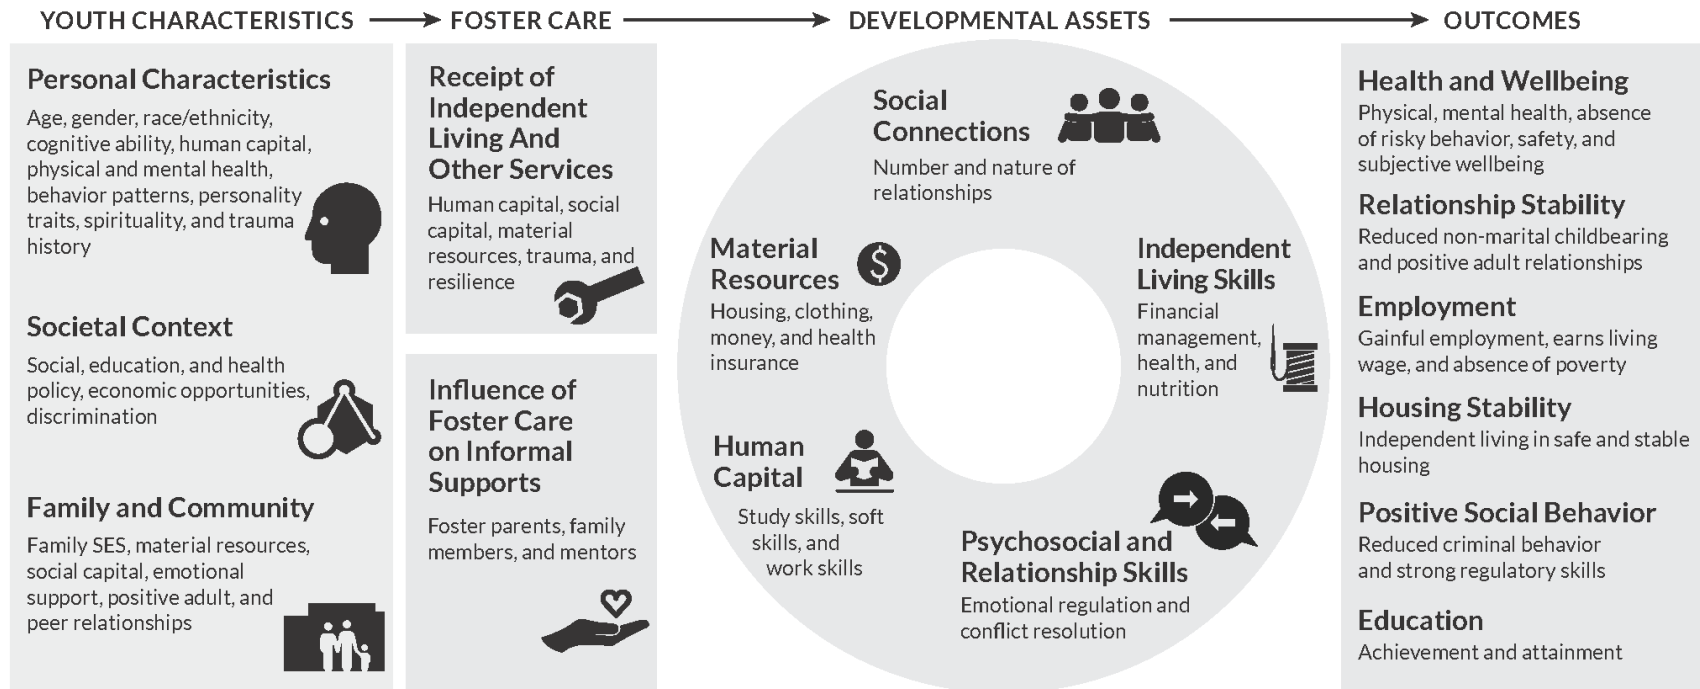 YOUTH CHARACTERISTICS
FOSTER CARE
DEVELOPMENTAL ASSETS
OUTCOMES
Personal Characteristics
Age, gender, race/ethnicity,
cognitive ability, human capital,
physical and mental health,
behavior patterns, personality
traits, spirituality, and trauma
history
Societal Context
Social, education, and health
policy, economic opportunities,
discrimination
Family and Community
Family SES, material resources,
social capital, emotional
support, positive adult, and
peer relationships
Receipt of
Independent
Living And
Other Services
Human capital, social
capital, material
resources, trauma, and
resilience
Influence of
Foster Care
on Informal
Supports
Foster parents, family
members, and mentors
Social
Connections
Number and nature of
relationships
Material
Resources
$
Housing, clothing,
money, and health
insurance
Independent
Living Skills
Financial
management,
health, and
nutrition
Human
Capital
Study skills, soft
skills, and
work skills
Psychosocial and
Relationship Skills
Emotional regulation and
conflict resolution
Health and Wellbeing
Physical, mental health, absence
of risky behavior, safety, and
subjective wellbeing
Relationship Stability
Reduced non-marital childbearing
and positive adult relationships
Employment
Gainful employment, earns living
wage, and absence of poverty
Housing Stability
Independent living in safe and stable
housing
Positive Social Behavior
Reduced criminal behavior
and strong regulatory skills
Education
Achievement and attainment